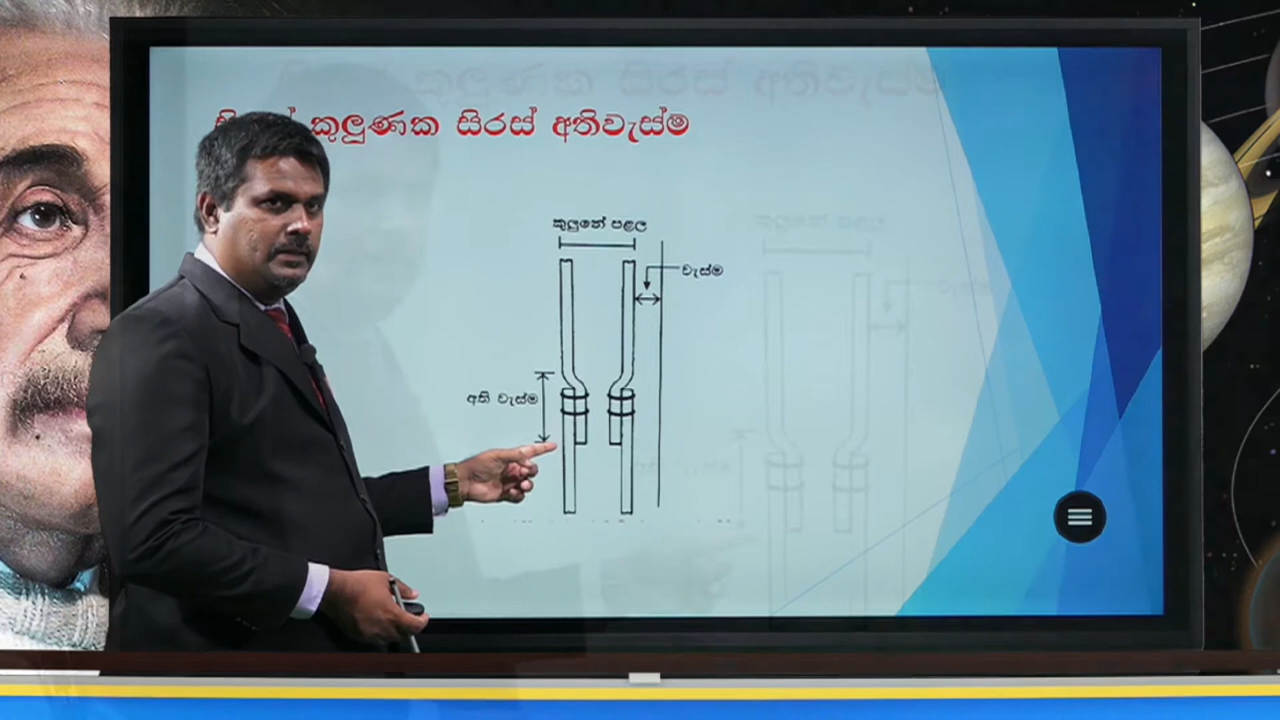 කුලුණක සිරස් අතිවැස්ම
කුලුනේ පළල
වැස්ම
අති වැස්ම